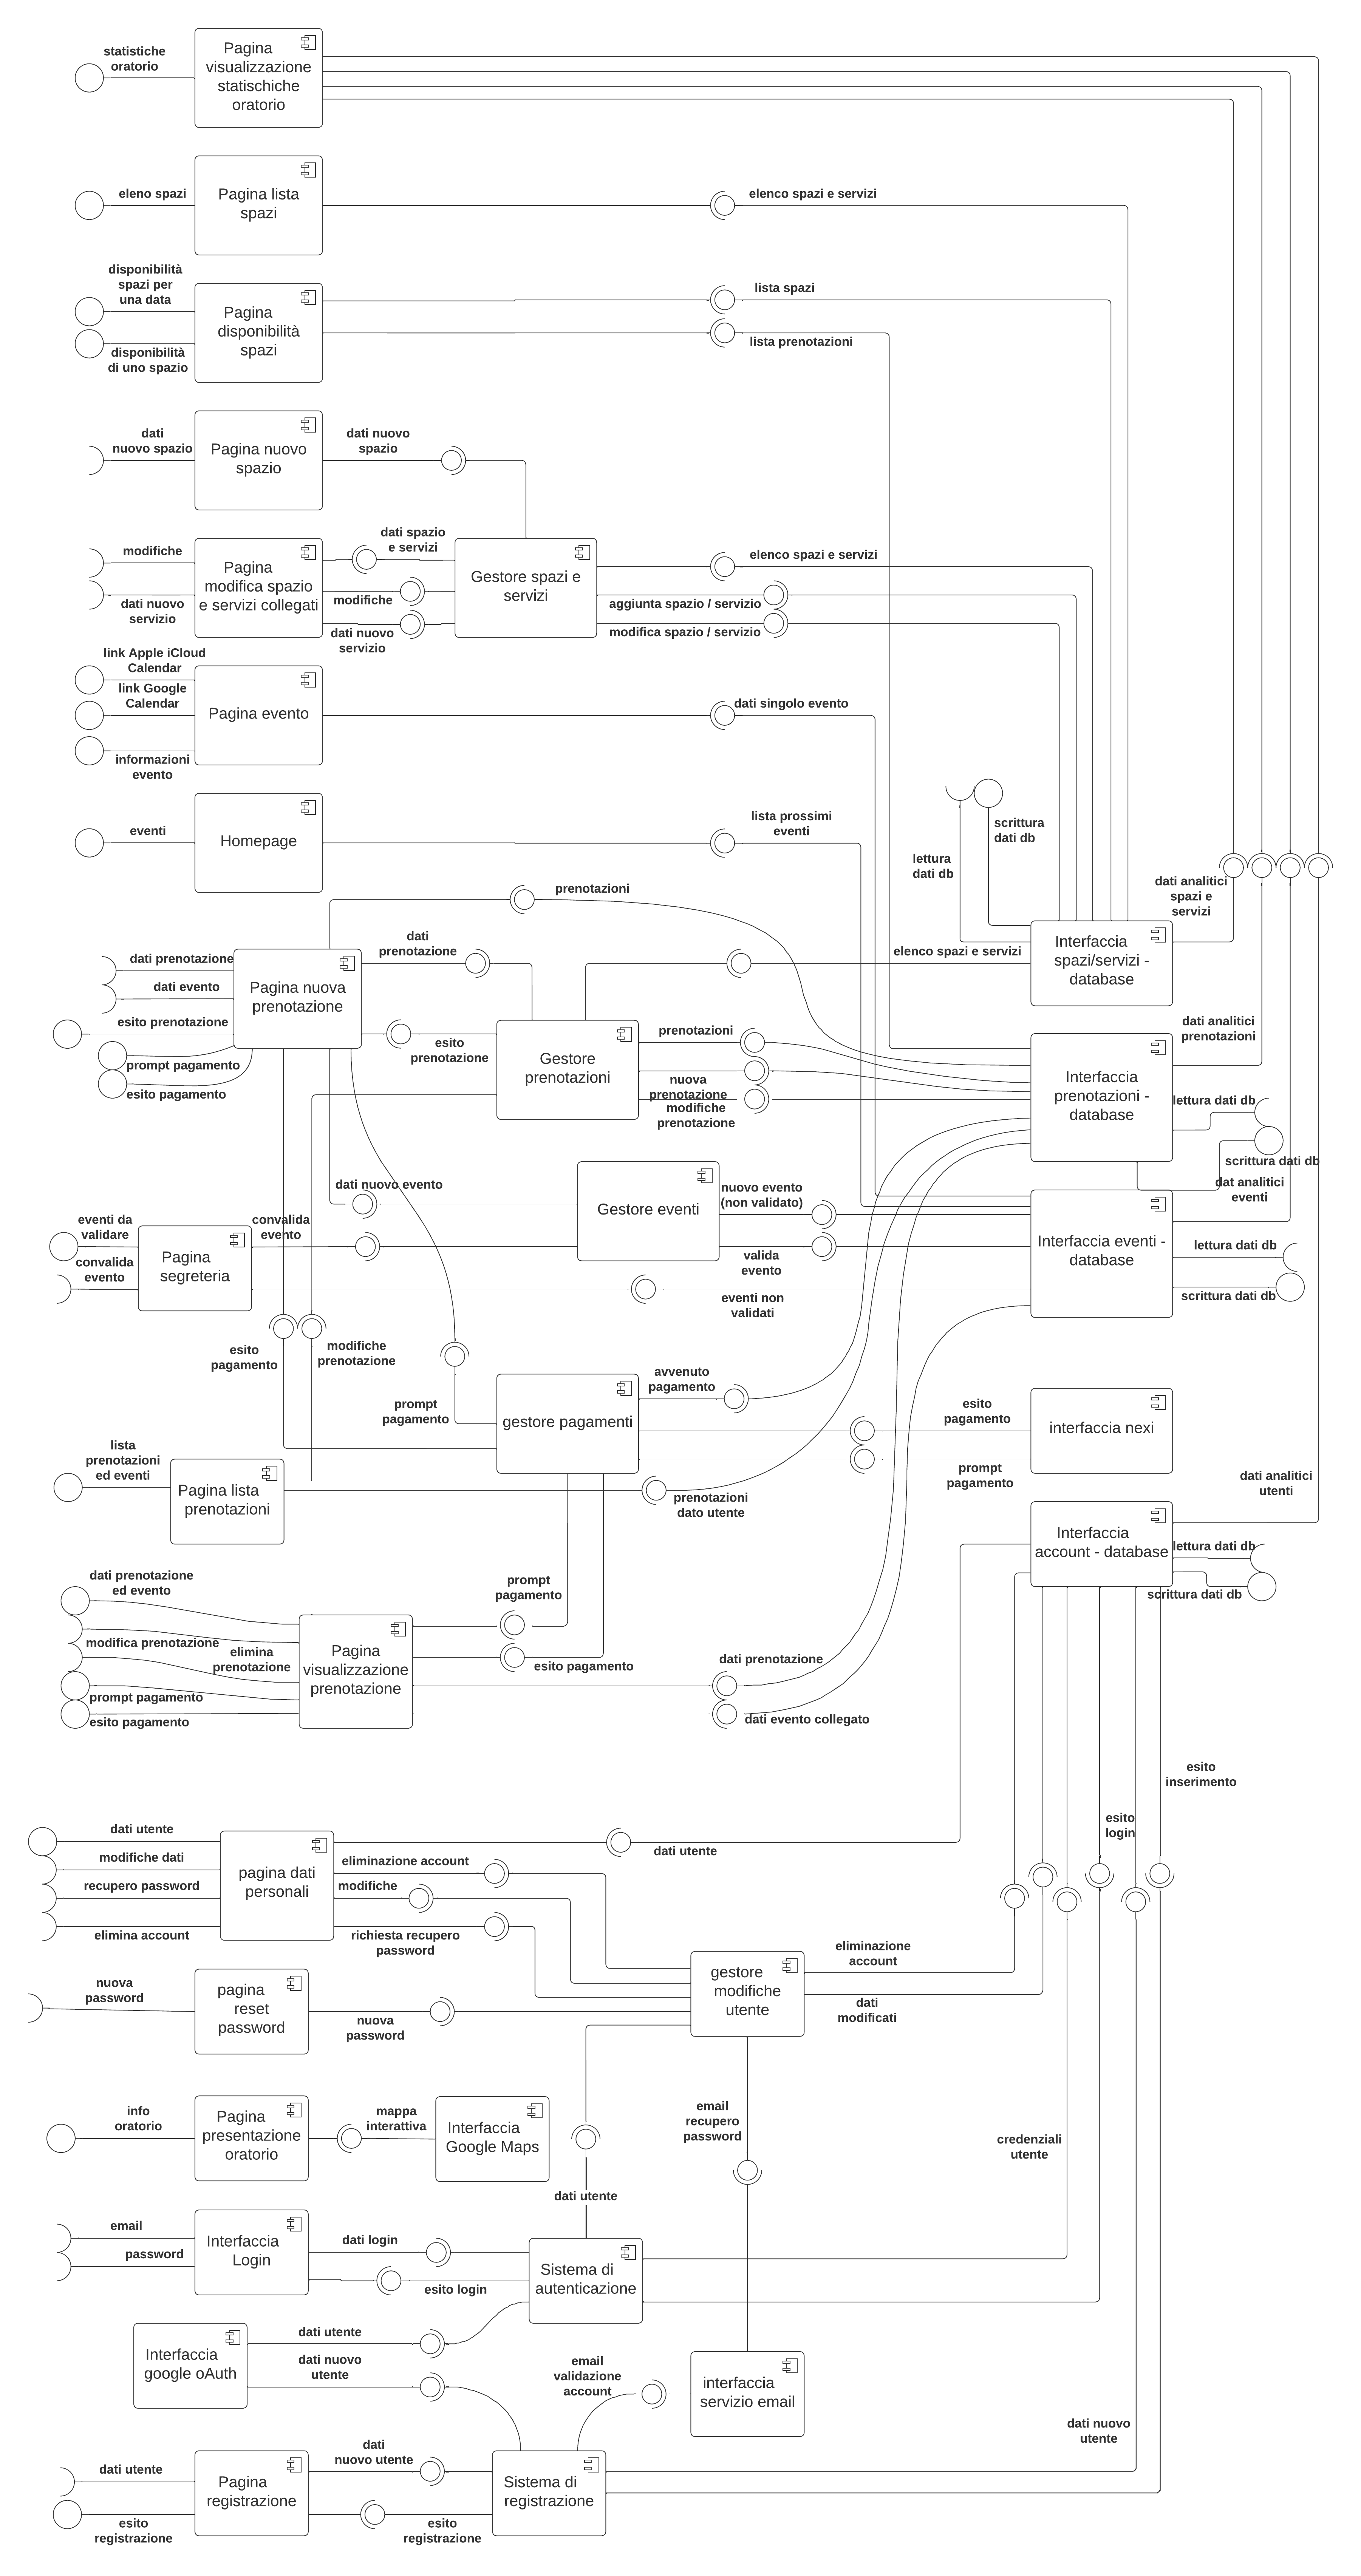 statistiche
oratorio
Pagina
visualizzazione
statischiche
oratorio
eleno spazi
Pagina lista
spazi
elenco spazi e servizi
disponibilità
spazi per
una data
disponibilità
di uno spazio
Pagina
disponibilità
spazi
lista spazi
lista prenotazioni
dati
nuovo spazio
Pagina nuovo
spazio
dati nuovo
spazio
modifiche
dati nuovo
servizio
Pagina
modifica spazio
e servizi collegati
dati spazio
e servizi
modifiche
dati nuovo
servizio
Gestore spazi e
servizi
elenco spazi e servizi
aggiunta spazio / servizio
modifica spazio / servizio
link Apple iCloud
Calendar
link Google
Calendar
informazioni
evento
Pagina evento
dati singolo evento
eventi
Homepage
lista prossimi
eventi
lettura
dati db
scrittura
dati db
dati analitici
spazi e
servizi
prenotazioni
dati prenotazione
dati evento
esito prenotazione
prompt pagamento
esito pagamento
Pagina nuova
prenotazione
dati
prenotazione
esito
prenotazione
elenco spazi e servizi
Interfaccia
spazi/servizi -
database
Gestore
prenotazioni
prenotazioni
nuova
prenotazione
modifiche
prenotazione
Interfaccia
prenotazioni -
database
dati analitici
prenotazioni
lettura dati db
scrittura dati db
dat analitici
eventi
dati nuovo evento
Gestore eventi
nuovo evento
(non validato)
valida
evento
eventi da
validare
convalida
evento
Pagina
segreteria
convalida
evento
eventi non
validati
Interfaccia eventi -
database
lettura dati db
scrittura dati db
esito
pagamento
modifiche
prenotazione
prompt
pagamento
gestore pagamenti
avvenuto
pagamento
esito
pagamento
prompt
pagamento
interfaccia nexi
lista
prenotazioni
ed eventi
Pagina lista
prenotazioni
prenotazioni
dato utente
dati analitici
utenti
Interfaccia
account - database
lettura dati db
scrittura dati db
dati prenotazione
ed evento
modifica prenotazione
elimina
prenotazione
prompt pagamento
esito pagamento
Pagina
visualizzazione
prenotazione
prompt
pagamento
esito pagamento
dati prenotazione
dati evento collegato
esito
inserimento
esito
login
dati utente
modifiche dati
recupero password
elimina account
pagina dati
personali
dati utente
eliminazione account
modifiche
richiesta recupero
password
nuova
password
pagina
reset
password
nuova
password
gestore
modifiche
utente
eliminazione
account
dati
modificati
info
oratorio
Pagina
presentazione
oratorio
mappa
interattiva
Interfaccia
Google Maps
email
recupero
password
credenziali
utente
dati utente
email
password
Interfaccia
Login
dati login
esito login
Sistema di
autenticazione
Interfaccia
google oAuth
dati utente
dati nuovo
utente
email
validazione
account
interfaccia
servizio email
dati nuovo
utente
dati utente
esito
registrazione
Pagina
registrazione
dati
nuovo utente
esito
registrazione
Sistema di
registrazione